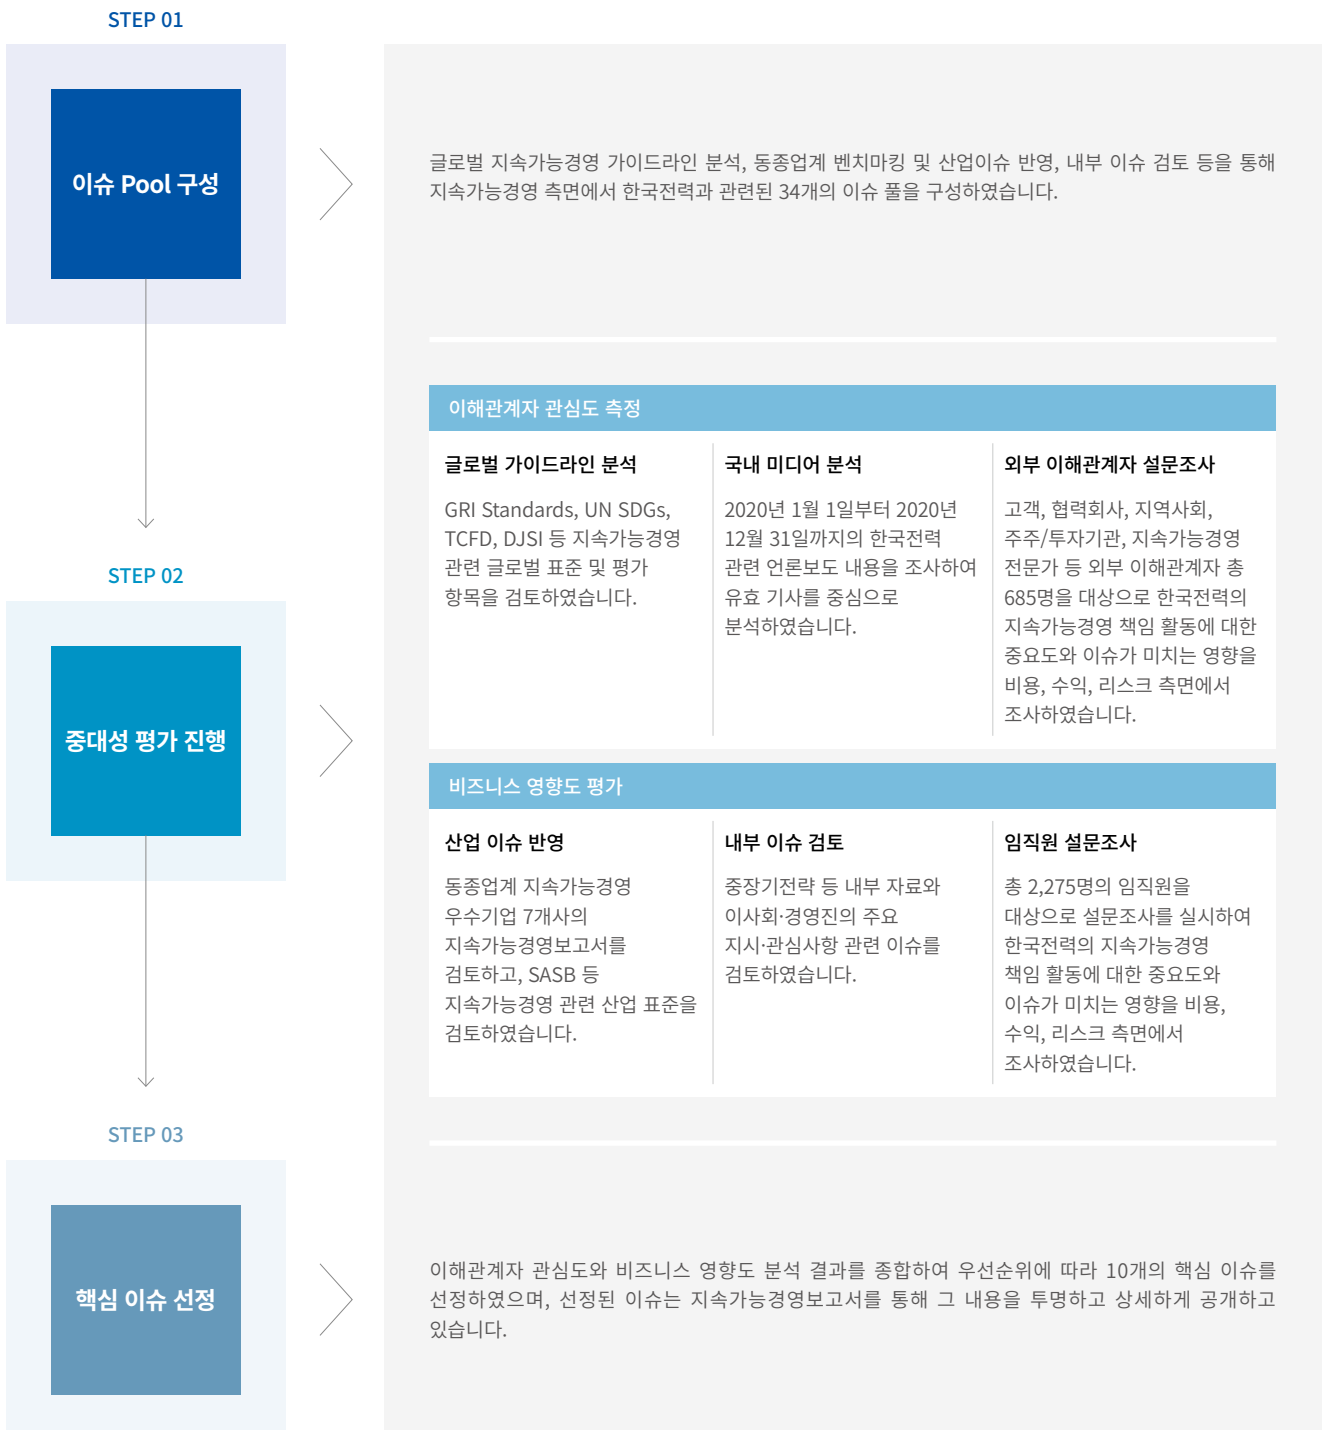 STEP 01
이슈 Pool 구성
글로벌 지속가능경영 가이드라인 분석, 동종업계 벤치마킹 및 산업이슈 반영, 내부 이슈 검토 등을 통해
지속가능경영 측면에서 한국전력과 관련된 34개의 이슈 풀을 구성하였습니다.
STEP 02
중대성 평가 진행
이해관계자 관심도 측정
글로벌 가이드라인 분석
GRI Standards, UN SDGs,
TCFD, DJSI 등 지속가능경영
관련 글로벌 표준 및 평가
항목을 검토하였습니다.
국내 미디어 분석
2020년 1월 1일부터 2020년
12월 31일까지의 한국전력
관련 언론보도 내용을 조사하여
유효 기사를 중심으로
분석하였습니다.
외부 이해관계자 설문조사
고객, 협력회사, 지역사회,
주주/투자기관, 지속가능경영
전문가 등 외부 이해관계자 총
685명을 대상으로 한국전력의
지속가능경영 책임 활동에 대한
중요도와 이슈가 미치는 영향을
비용, 수익, 리스크 측면에서
조사하였습니다.
비즈니스 영향도 평가
산업 이슈 반영
동종업계 지속가능경영
우수기업 7개사의
지속가능경영보고서를
검토하고, SASB 등
지속가능경영 관련 산업 표준을
검토하였습니다.
내부 이슈 검토
중장기전략 등 내부 자료와
이사회·경영진의 주요
지시·관심사항 관련 이슈를
검토하였습니다.
임직원 설문조사
총 2,275명의 임직원을
대상으로 설문조사를 실시하여
한국전력의 지속가능경영
책임 활동에 대한 중요도와
이슈가 미치는 영향을 비용,
수익, 리스크 측면에서
조사하였습니다.
STEP 03
핵심 이슈 선정
이해관계자 관심도와 비즈니스 영향도 분석 결과를 종합하여 우선순위에 따라 10개의 핵심 이슈를
선정하였으며, 선정된 이슈는 지속가능경영보고서를 통해 그 내용을 투명하고 상세하게 공개하고
있습니다.